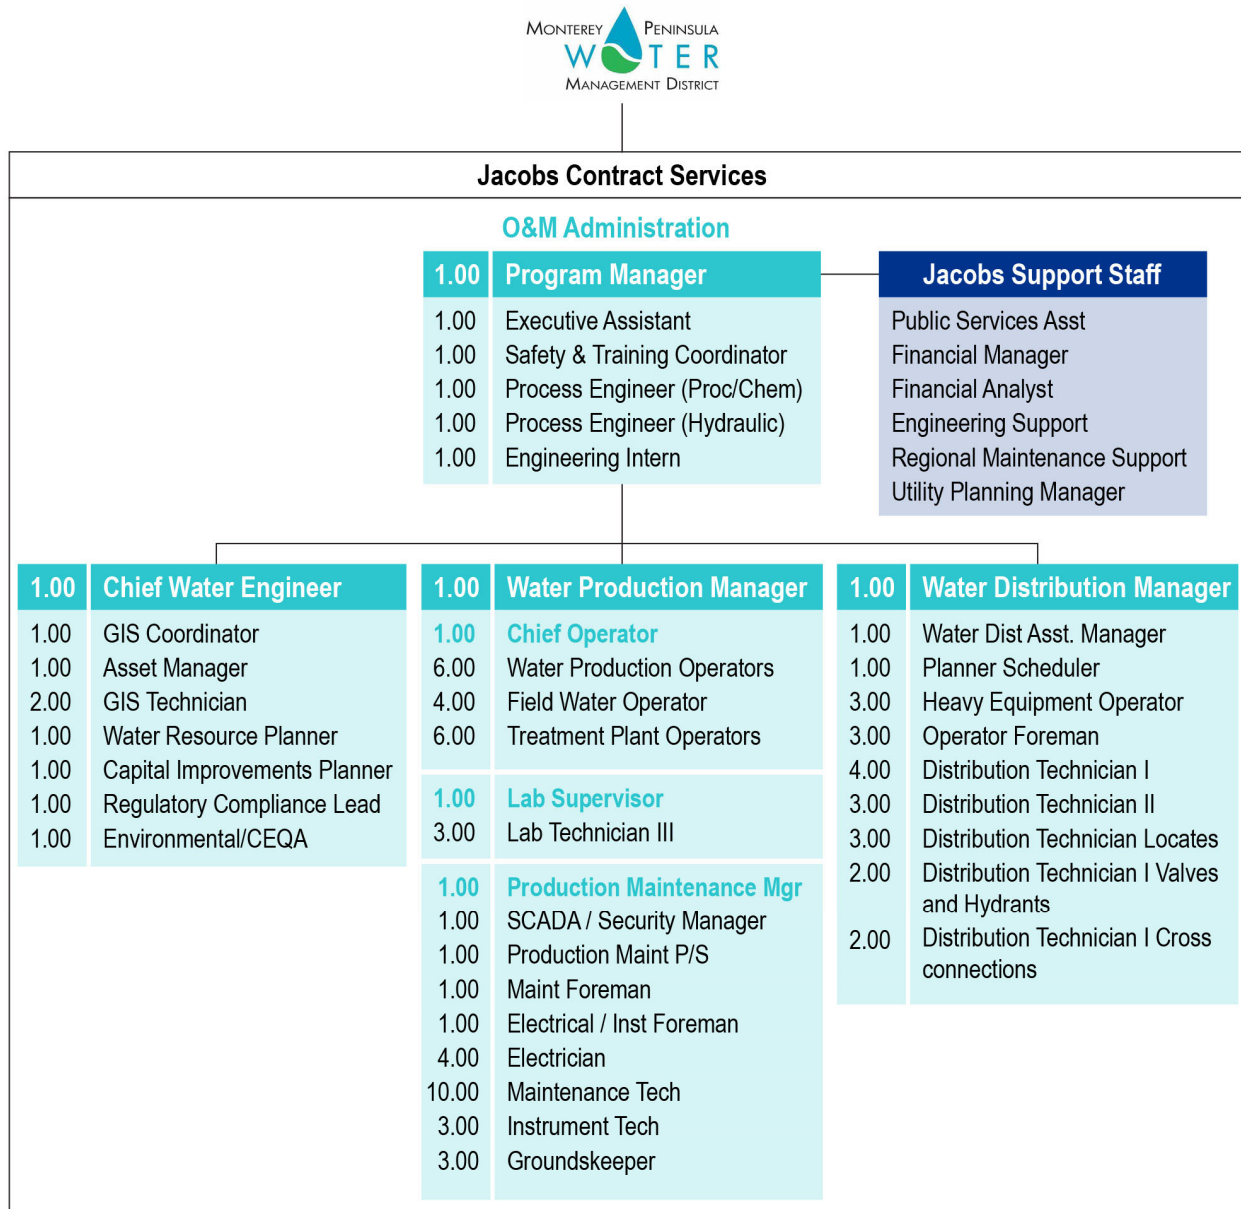 MONTEREY PENINSULA
WATER
MANAGEMENT DISTRICT
Jacobs Contract Services
O&M Administration
1.00 Program Manager
1.00 Executive Assistant
1.00 Safety & Training Coordinator
1.00 Process Engineer (Proc/Chem)
1.00 Process Engineer (Hydraulic)
1.00 Engineering Intern
Jacobs Support Staff
Public Services Asst
Financial Manager
Financial Analyst
Engineering Support
Regional Maintenance Support
Utility Planning Manager
1.00 Chief Water Engineer
1.00 GIS Coordinator
1.00 Asset Manager
2.00 GIS Technician
1.00 Water Resource Planner
1.00 Capital Improvements Planner
1.00 Regulatory Compliance Lead
1.00 Environmental/CEQA
1.00 Water Production Manager
1.00 Chief Operator
6.00 Water Production Operators
4.00 Field Water Operator
6.00 Treatment Plant Operators
1.00 Lab Supervisor
3.00 Lab Technician III
1.00 Production Maintenance Mgr
1.00 SCADA / Security Manager
1.00 Production Maint P/S
1.00 Maint Foreman
1.00 Electrical / Inst Foreman
4.00 Electrician
10.00 Maintenance Tech
3.00 Instrument Tech
3.00 Groundskeeper
1.00 Water Distribution Manager
1.00 Water Dist Asst. Manager
1.00 Planner Scheduler
3.00 Heavy Equipment Operator
3.00 Operator Foreman
4.00 Distribution Technician I
3.00 Distribution Technician II
3.00 Distribution Technician Locates
2.00 Distribution Technician I Valves
and Hydrants
2.00 Distribution Technician I Cross
connections